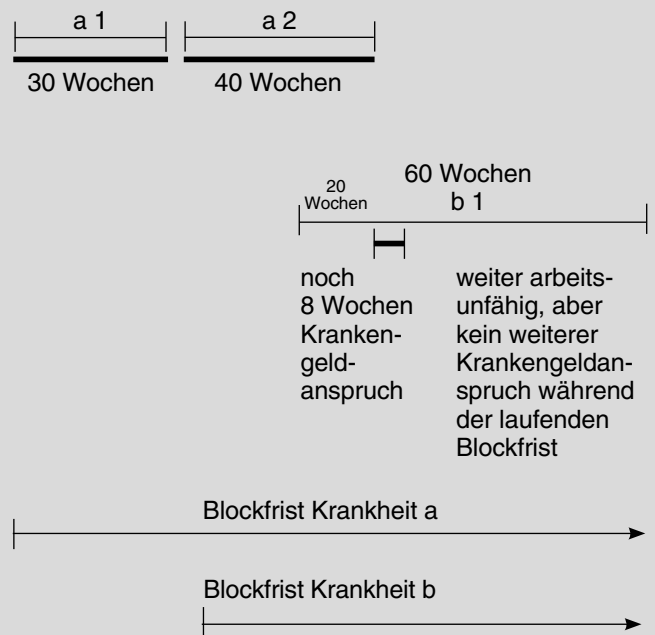 a 1
a 2
30 Wochen
40 Wochen
60 Wochen
20
Wochen
b 1
noch
8 Wochen
Kranken-
geld-
anspruch
weiter arbeits-
unfähig, aber
kein weiterer
Krankengeldan-
spruch während
der laufenden
Blockfrist
Blockfrist Krankheit a
Blockfrist Krankheit b